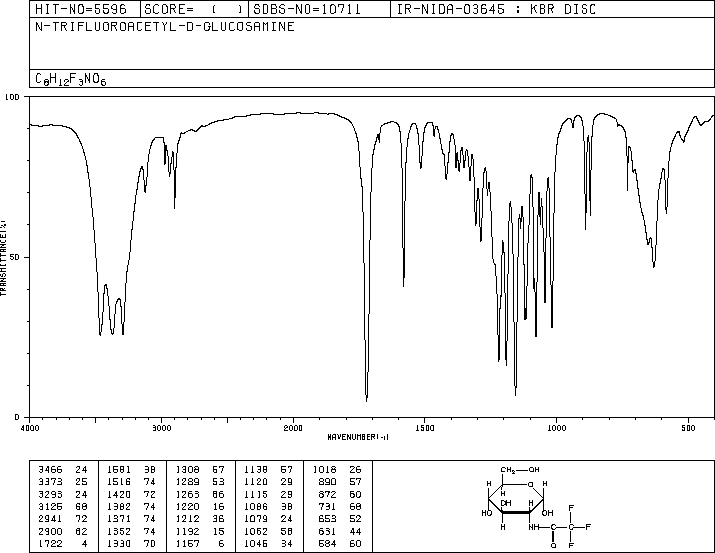 HIT-NO=5596 SCORE= ( ) SDBS-NO=10711 IR-NIDA-03645 : KBR DISC
N-TRIFLUOROACETYL-D-GLUCOSAMINE
C8H12F3NO6
100
50
0
TRANSMITTANCE(%)
4000 3000 2000 1500 1000 500
WAVENUMBER(-1)
3466 24 1581 38 1308 57 1138 57 1018 26
3373 25 1516 74 1289 53 1120 29 890 57
3293 24 1420 72 1263 66 1115 29 872 60
3125 68 1382 74 1220 16 1086 38 731 68
2941 72 1371 74 1212 36 1079 24 653 52
2900 62 1352 74 1192 15 1062 58 631 44
1722 4 1330 70 1157 6 1046 34 584 60
CH2 OH
H O H
H
OH H
HO OH F
H NH C C F
O F